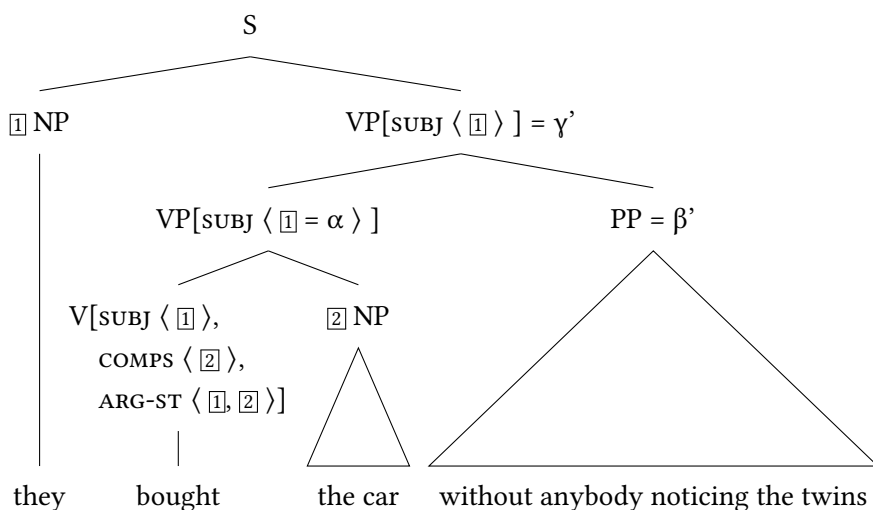 S
1 NP VP[SUBJ ⟨ 1 ⟩ ] = γ’
VP[SUBJ ⟨ 1 = α ⟩ ] PP = β’
V[SUBJ ⟨ 1 ⟩, 2 NP
COMPS ⟨ 2 ⟩,
ARG-ST ⟨ 1, 2 ⟩]
they bought the car without anybody noticing the twins